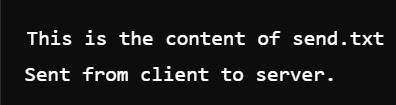 This is the content of send.txt
Sent from client to server.